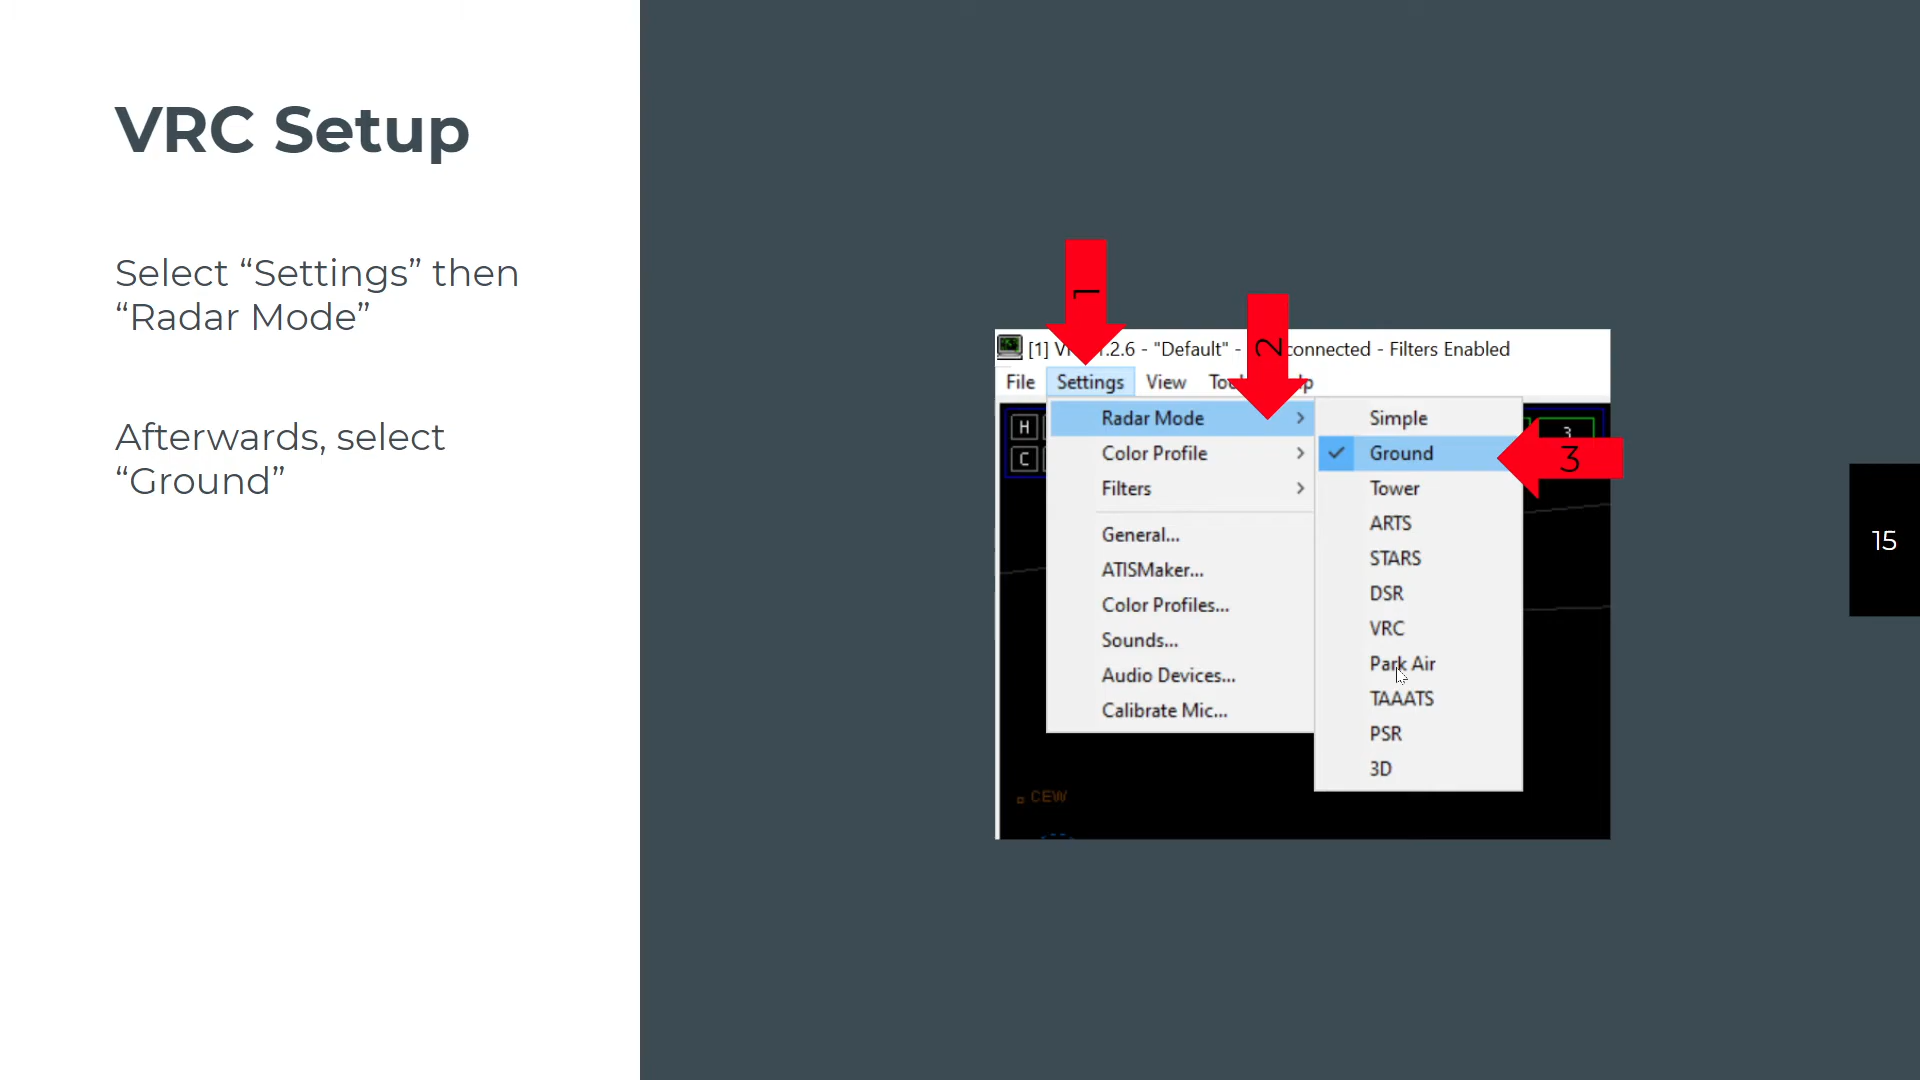 VRC Setup
Select “Settings” then
“Radar Mode”
Afterwards, select
“Ground”
1
2
[1] .2.6 - "Default" - connected - Filters Enabled
File Settings View
H
C
Radar Mode
Color Profile
Filters
General...
ATISMaker...
Color Profiles...
Sounds...
Audio Devices...
Calibrate Mic...
Simple
Ground
Tower
ARTS
STARS
DSR
VRC
Park Air
TAAATS
PSR
3D
3
3
CEW
15